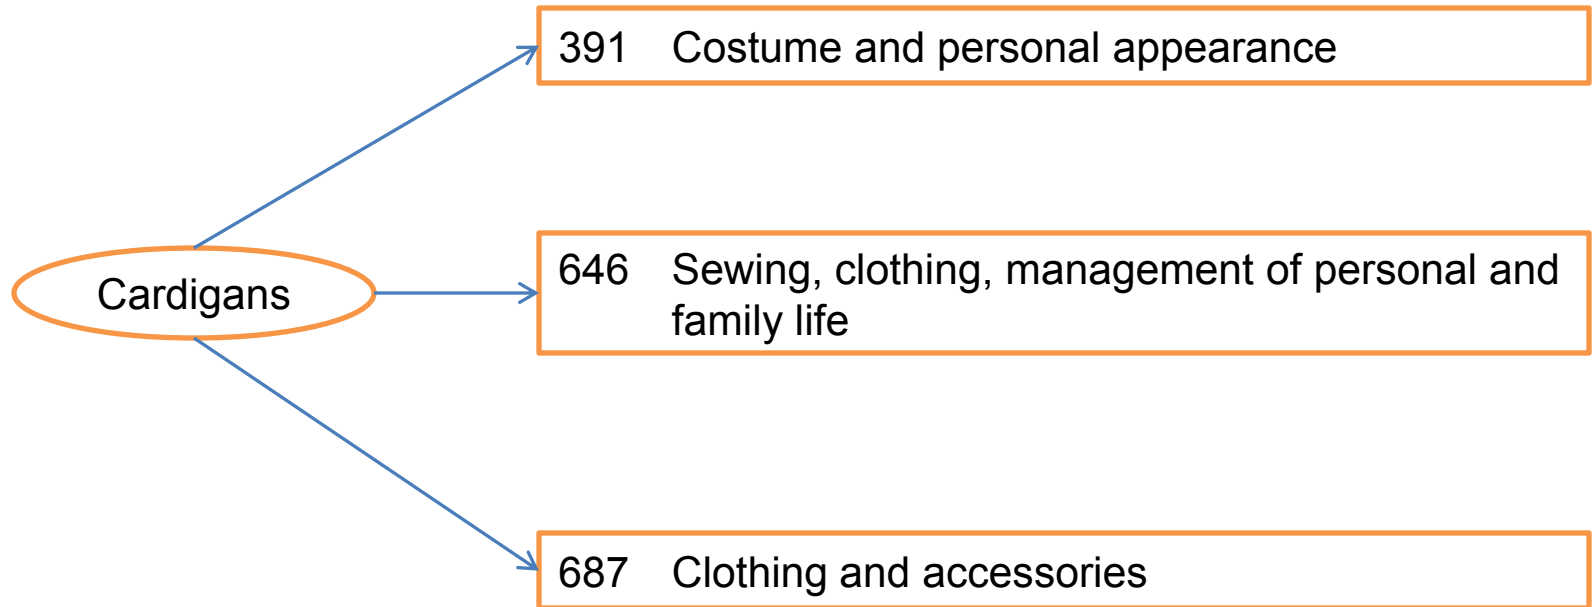 391 Costume and personal appearance
Cardigans
646 Sewing, clothing, management of personal and
family life
687 Clothing and accessories